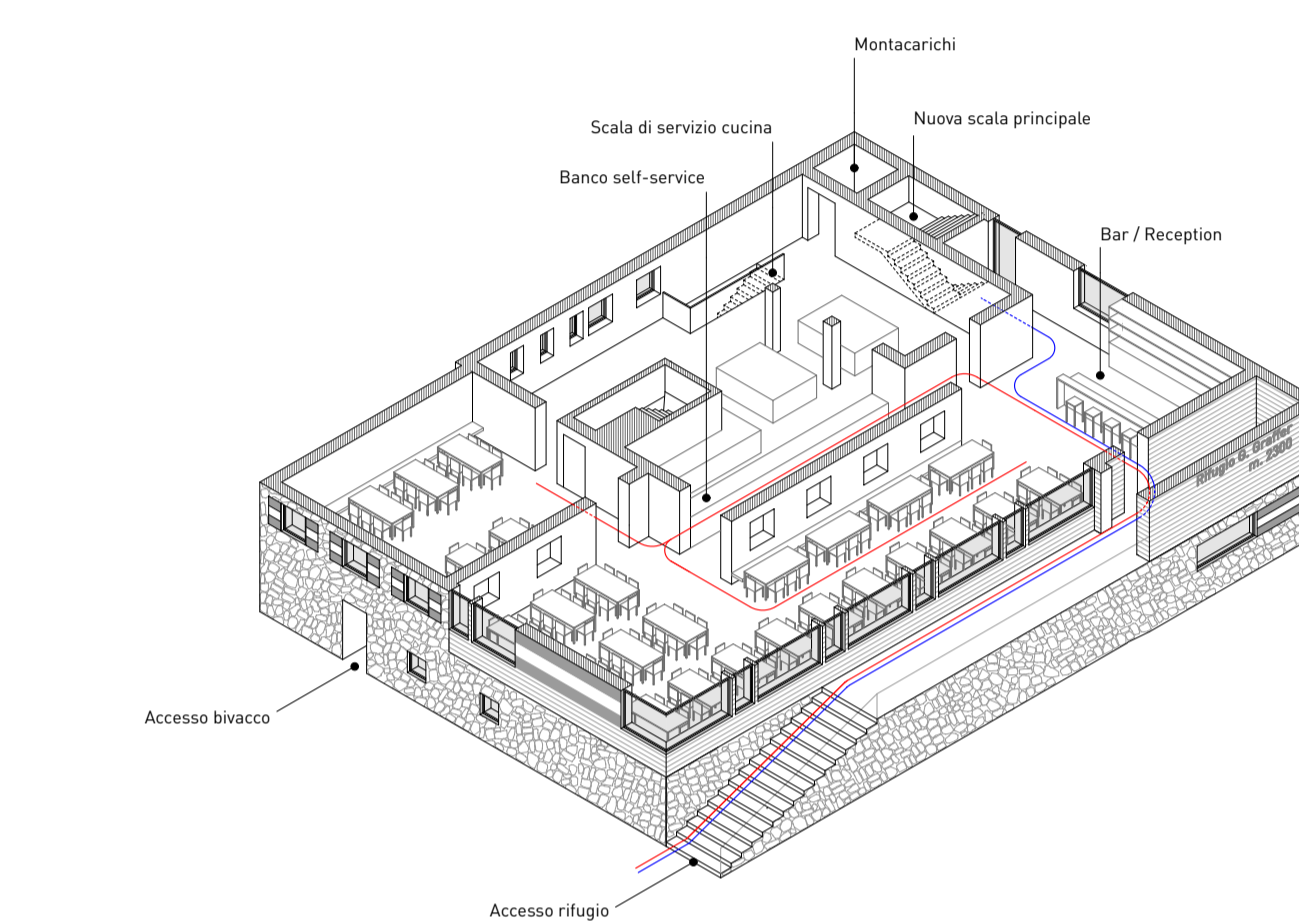 Montacarichi
Nuova scala principale
Scala di servizio cucina
Banco self-service
Bar / Reception
Rifugio G. Graffer
m. 2300
Accesso bivacco
Accesso rifugio